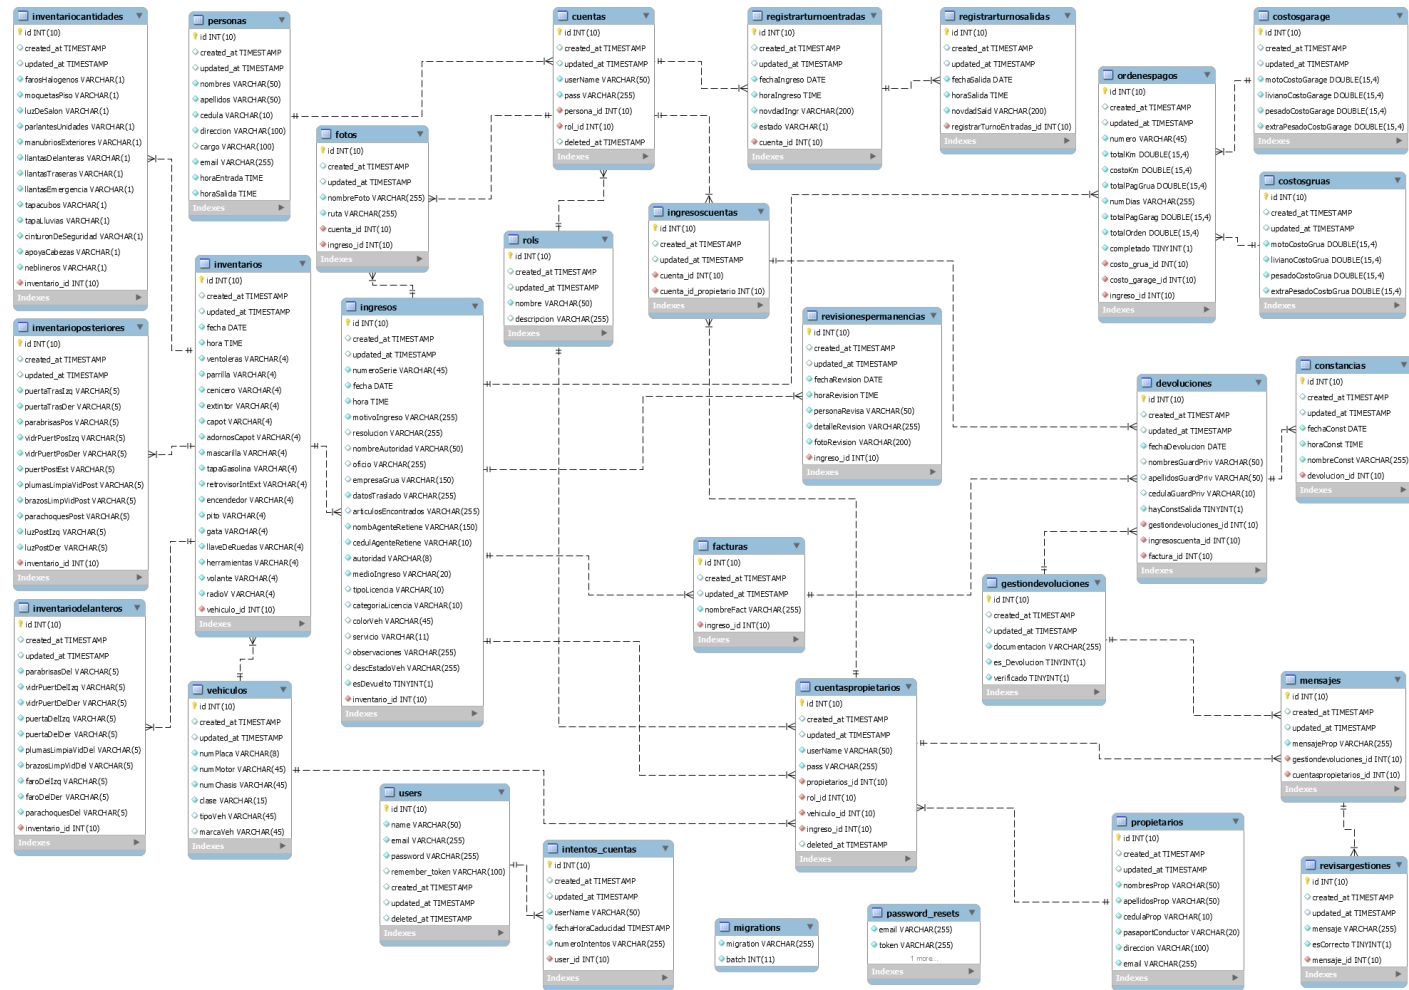 inventariocantidades
id INT(10)
created_at TIMESTAMP
updated_at TIMESTAMP
farosHalogenos VARCHAR(1)
moquetasPiso VARCHAR(1)
luzDeSalon VARCHAR(1)
parlantesUnidades VARCHAR(1)
manubriosExteriores VARCHAR(1)
llantasDelanteras VARCHAR(1)
llantasTraseras VARCHAR(1)
llantasEmergencia VARCHAR(1)
tapacubos VARCHAR(1)
tapaLluvias VARCHAR(1)
cinturonDeSeguridad VARCHAR(1)
apoyaCabezas VARCHAR(1)
neblineros VARCHAR(1)
inventario_id INT(10)
Indexes
personas
id INT(10)
created_at TIMESTAMP
updated_at TIMESTAMP
nombres VARCHAR(50)
apellidos VARCHAR(50)
cedula VARCHAR(10)
direccion VARCHAR(100)
cargo VARCHAR(100)
email VARCHAR(255)
horaEntrada TIME
horaSalida TIME
Indexes
fotos
id INT(10)
created_at TIMESTAMP
updated_at TIMESTAMP
nombreFoto VARCHAR(255)
ruta VARCHAR(255)
cuenta_id INT(10)
ingreso_id INT(10)
Indexes
cuentas
id INT(10)
created_at TIMESTAMP
updated_at TIMESTAMP
userName VARCHAR(50)
pass VARCHAR(255)
persona_id INT(10)
rol_id INT(10)
deleted_at TIMESTAMP
Indexes
registrarturnoentradas
id INT(10)
created_at TIMESTAMP
updated_at TIMESTAMP
fechaIngreso DATE
horaIngreso TIME
novdadIngr VARCHAR(200)
estado VARCHAR(1)
cuenta_id INT(10)
Indexes
registrarturnosalidas
id INT(10)
created_at TIMESTAMP
updated_at TIMESTAMP
fechaSalida DATE
horaSalida TIME
novdadSald VARCHAR(200)
registrarTurnoEntradas_id INT(10)
Indexes
ordenespagos
id INT(10)
created_at TIMESTAMP
updated_at TIMESTAMP
numero VARCHAR(45)
totalKm DOUBLE(15,4)
costoKm DOUBLE(15,4)
totalPagGrua DOUBLE(15,4)
numDias VARCHAR(255)
totalPagGarag DOUBLE(15,4)
totalOrden DOUBLE(15,4)
completado TINYINT(1)
costo_grua_id INT(10)
costo_garage_id INT(10)
ingreso_id INT(10)
Indexes
costosgarage
id INT(10)
created_at TIMESTAMP
updated_at TIMESTAMP
motoCostoGarage DOUBLE(15,4)
livianoCostoGarage DOUBLE(15,4)
pesadoCostoGarage DOUBLE(15,4)
extraPesadoCostoGarage DOUBLE(15,4)
Indexes
costosgruas
id INT(10)
created_at TIMESTAMP
updated_at TIMESTAMP
motoCostoGrua DOUBLE(15,4)
livianoCostoGrua DOUBLE(15,4)
pesadoCostoGrua DOUBLE(15,4)
extraPesadoCostoGrua DOUBLE(15,4)
Indexes
inventarios
id INT(10)
created_at TIMESTAMP
updated_at TIMESTAMP
fecha DATE
hora TIME
ventoleras VARCHAR(4)
parrilla VARCHAR(4)
cenicero VARCHAR(4)
extintor VARCHAR(4)
capot VARCHAR(4)
adornosCapot VARCHAR(4)
mascarilla VARCHAR(4)
tapaGasolina VARCHAR(4)
retrovisorIntExt VARCHAR(4)
encendedor VARCHAR(4)
pito VARCHAR(4)
gata VARCHAR(4)
llaveDeRuedas VARCHAR(4)
herramientas VARCHAR(4)
volante VARCHAR(4)
radioV VARCHAR(4)
vehiculo_id INT(10)
Indexes
rols
id INT(10)
created_at TIMESTAMP
updated_at TIMESTAMP
nombre VARCHAR(50)
descripcion VARCHAR(255)
Indexes
ingresoscuentas
id INT(10)
created_at TIMESTAMP
updated_at TIMESTAMP
cuenta_id INT(10)
cuenta_id_propietario INT(10)
Indexes
ingresos
id INT(10)
created_at TIMESTAMP
updated_at TIMESTAMP
numeroSerie VARCHAR(45)
fecha DATE
hora TIME
motivoIngreso VARCHAR(255)
resolucion VARCHAR(255)
nombreAutoridad VARCHAR(50)
oficio VARCHAR(255)
empresaGrua VARCHAR(150)
datosTraslado VARCHAR(255)
articulosEncontrados VARCHAR(255)
nombAgenteRetiene VARCHAR(150)
cedulAgenteRetiene VARCHAR(10)
autoridad VARCHAR(8)
medioIngreso VARCHAR(20)
tipoLicencia VARCHAR(10)
categoriaLicencia VARCHAR(10)
colorVeh VARCHAR(45)
servicio VARCHAR(11)
observaciones VARCHAR(255)
descEstadoVeh VARCHAR(255)
esDevuelto TINYINT(1)
inventario_id INT(10)
Indexes
revisionespermanencias
id INT(10)
created_at TIMESTAMP
updated_at TIMESTAMP
fechaRevision DATE
horaRevision TIME
personaRevisa VARCHAR(50)
detalleRevision VARCHAR(255)
fotoRevision VARCHAR(200)
ingreso_id INT(10)
Indexes
inventarioposteriores
id INT(10)
created_at TIMESTAMP
updated_at TIMESTAMP
puertaTrasIzq VARCHAR(5)
puertaTrasDer VARCHAR(5)
parabrisasPos VARCHAR(5)
vidrPuertPosIzq VARCHAR(5)
vidrPuertPosDer VARCHAR(5)
puertPostEst VARCHAR(5)
plumasLimpiaVidPost VARCHAR(5)
brazosLimpVidPost VARCHAR(5)
parachoquesPost VARCHAR(5)
luzPostIzq VARCHAR(5)
luzPostDer VARCHAR(5)
inventario_id INT(10)
Indexes
devoluciones
id INT(10)
created_at TIMESTAMP
updated_at TIMESTAMP
fechaDevolucion DATE
nombresGuardPriv VARCHAR(50)
apellidosGuardPriv VARCHAR(50)
cedulaGuardPriv VARCHAR(10)
hayConstSalida TINYINT(1)
gestiondevoluciones_id INT(10)
ingresoscuenta_id INT(10)
factura_id INT(10)
Indexes
constancias
id INT(10)
created_at TIMESTAMP
updated_at TIMESTAMP
fechaConst DATE
horaConst TIME
nombreConst VARCHAR(255)
devolucion_id INT(10)
Indexes
facturas
id INT(10)
created_at TIMESTAMP
updated_at TIMESTAMP
nombreFact VARCHAR(255)
ingreso_id INT(10)
Indexes
gestiondevoluciones
id INT(10)
created_at TIMESTAMP
updated_at TIMESTAMP
documentacion VARCHAR(255)
es_Devolucion TINYINT(1)
verificado TINYINT(1)
Indexes
inventariodelanteros
id INT(10)
created_at TIMESTAMP
updated_at TIMESTAMP
parabrisasDel VARCHAR(5)
vidrPuertDelIzq VARCHAR(5)
vidrPuertDelDer VARCHAR(5)
puertaDelIzq VARCHAR(5)
puertaDelDer VARCHAR(5)
plumasLimpiaVidDel VARCHAR(5)
brazosLimpVidDel VARCHAR(5)
faroDelIzq VARCHAR(5)
faroDelDer VARCHAR(5)
parachoquesDel VARCHAR(5)
inventario_id INT(10)
Indexes
vehiculos
id INT(10)
created_at TIMESTAMP
updated_at TIMESTAMP
numPlaca VARCHAR(8)
numMotor VARCHAR(45)
numChasis VARCHAR(45)
clase VARCHAR(15)
tipoVeh VARCHAR(45)
marcaVeh VARCHAR(45)
Indexes
cuentaspropietarios
id INT(10)
created_at TIMESTAMP
updated_at TIMESTAMP
userName VARCHAR(50)
pass VARCHAR(255)
propietarios_id INT(10)
rol_id INT(10)
vehiculo_id INT(10)
ingreso_id INT(10)
deleted_at TIMESTAMP
Indexes
mensajes
id INT(10)
created_at TIMESTAMP
updated_at TIMESTAMP
mensajeProp VARCHAR(255)
gestiondevoluciones_id INT(10)
cuentaspropietarios_id INT(10)
Indexes
users
id INT(10)
name VARCHAR(50)
email VARCHAR(255)
password VARCHAR(255)
remember_token VARCHAR(100)
created_at TIMESTAMP
updated_at TIMESTAMP
deleted_at TIMESTAMP
Indexes
intentos_cuentas
id INT(10)
created_at TIMESTAMP
updated_at TIMESTAMP
userName VARCHAR(50)
fechaHoraCaducidad TIMESTAMP
numeroIntentos VARCHAR(255)
user_id INT(10)
Indexes
migrations
migration VARCHAR(255)
batch INT(11)
Indexes
password_resets
email VARCHAR(255)
token VARCHAR(255)
1 more...
Indexes
propietarios
id INT(10)
created_at TIMESTAMP
updated_at TIMESTAMP
nombresProp VARCHAR(50)
apellidosProp VARCHAR(50)
cedulaProp VARCHAR(10)
pasaportConductor VARCHAR(20)
direccion VARCHAR(100)
email VARCHAR(255)
Indexes
revisargestiones
id INT(10)
created_at TIMESTAMP
updated_at TIMESTAMP
mensaje VARCHAR(255)
esCorrecto TINYINT(1)
mensaje_id INT(10)
Indexes